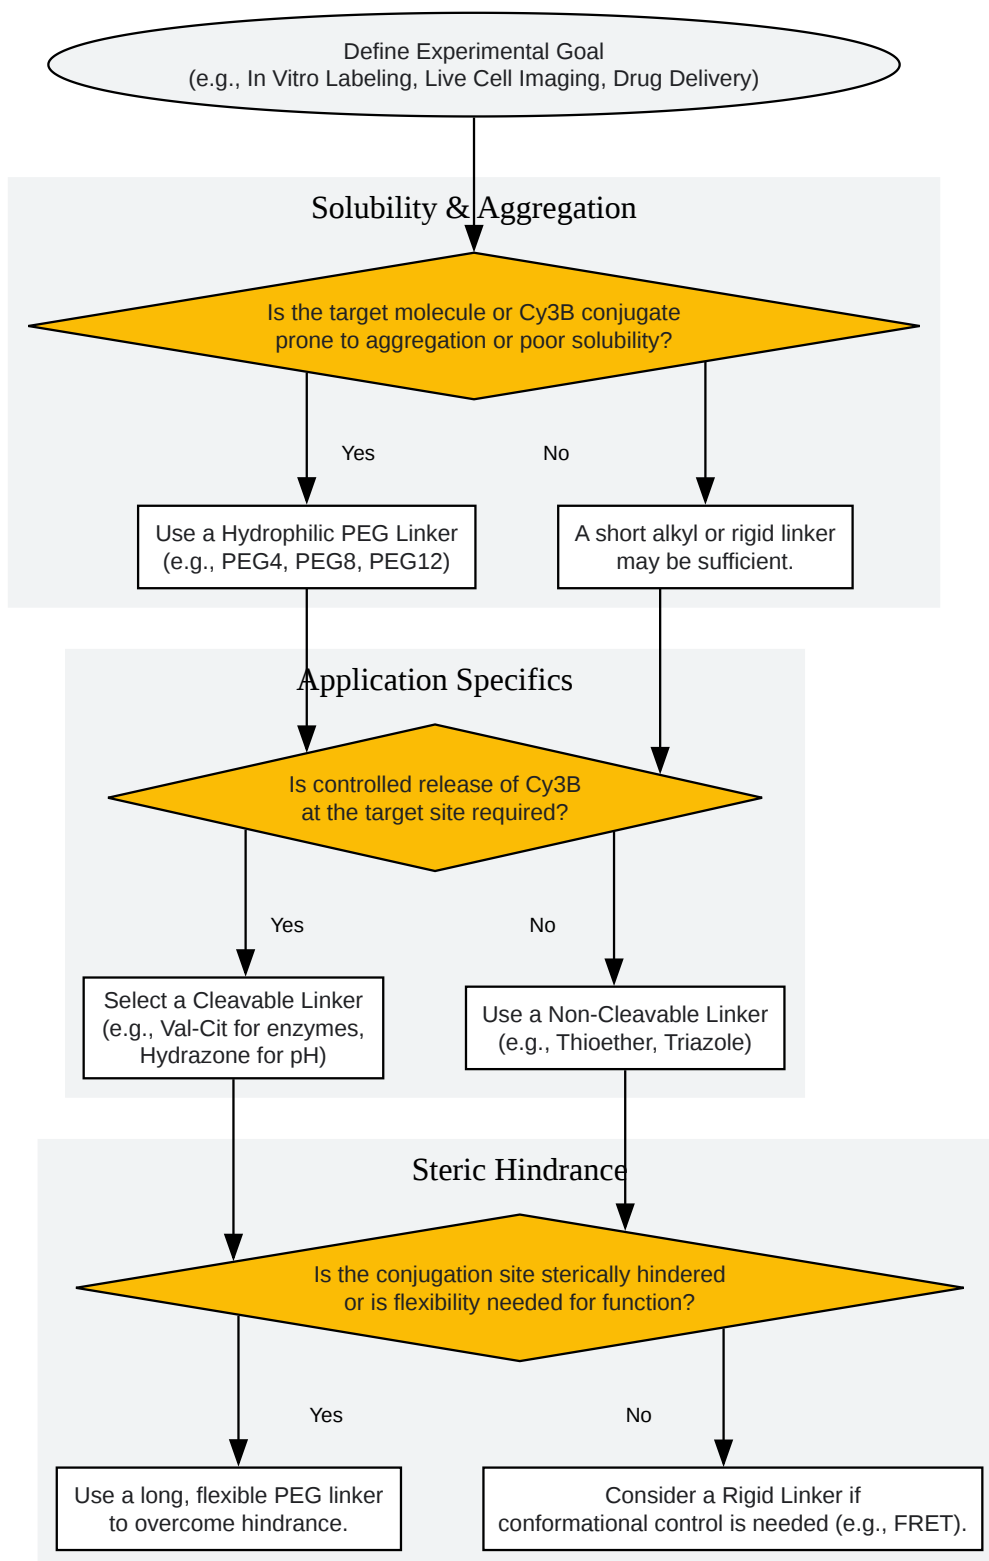 Define Experimental Goal
(e.g., In Vitro Labeling, Live Cell Imaging, Drug Delivery)
Solubility & Aggregation
Is the target molecule or Cy3B conjugate
prone to aggregation or poor solubility?
Yes
No
Use a Hydrophilic PEG Linker
(e.g., PEG4, PEG8, PEG12)
A short alkyl or rigid linker
may be sufficient.
Application Specifics
Is controlled release of Cy3B
at the target site required?
Yes
No
Select a Cleavable Linker
(e.g., Val-Cit for enzymes,
Hydrazone for pH)
Use a Non-Cleavable Linker
(e.g., Thioether, Triazole)
Steric Hindrance
Is the conjugation site sterically hindered
or is flexibility needed for function?
Yes
No
Use a long, flexible PEG linker
to overcome hindrance.
Consider a Rigid Linker if
conformational control is needed (e.g., FRET).